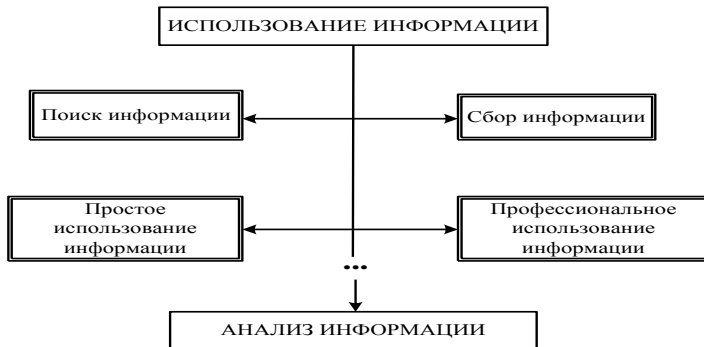 ИСПОЛЬЗОВАНИЕ ИНФОРМАЦИИ
Поиск информации
Сбор информации
Простое
использование
информации
Профессиональное
использование
информации
...
АНАЛИЗ ИНФОРМАЦИИ